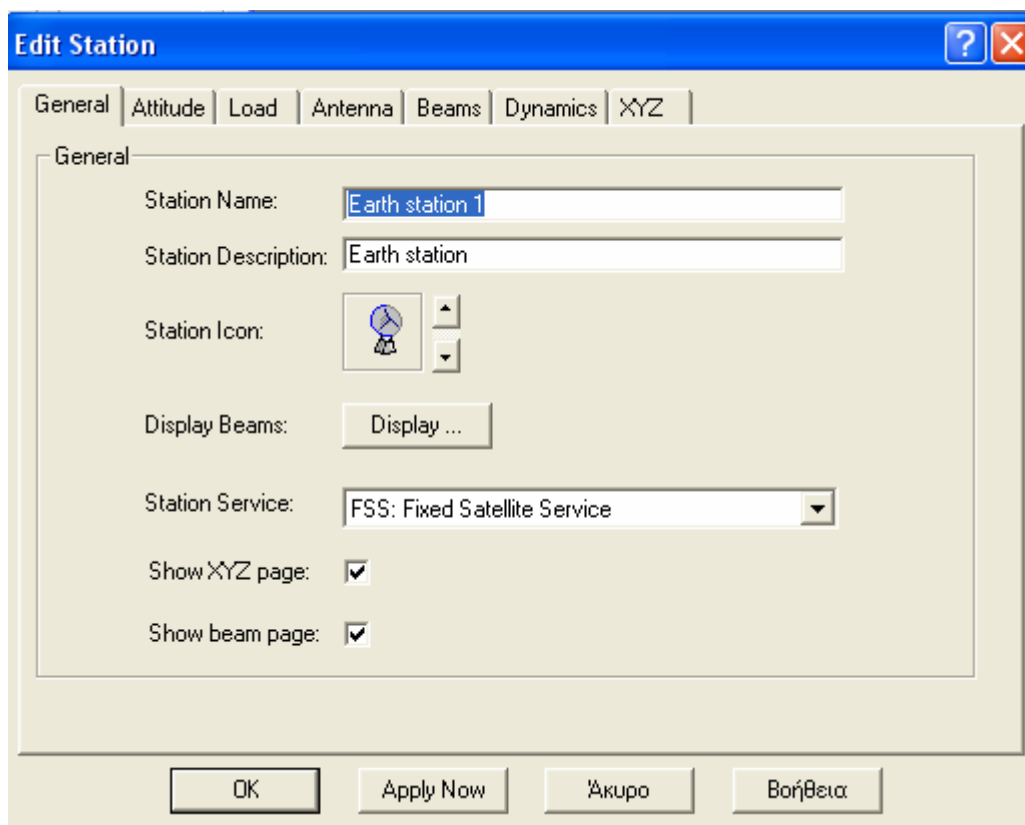 Edit Station
General Attitude Load Antenna Beams Dynamics XYZ
General
Station Name: Earth station 1
Station Description: Earth station
Station Icon:
Display Beams: Display ...
Station Service: FSS: Fixed Satellite Service
Show XYZ page:
Show beam page:
OK Apply Now Άκυρο Βοήθεια